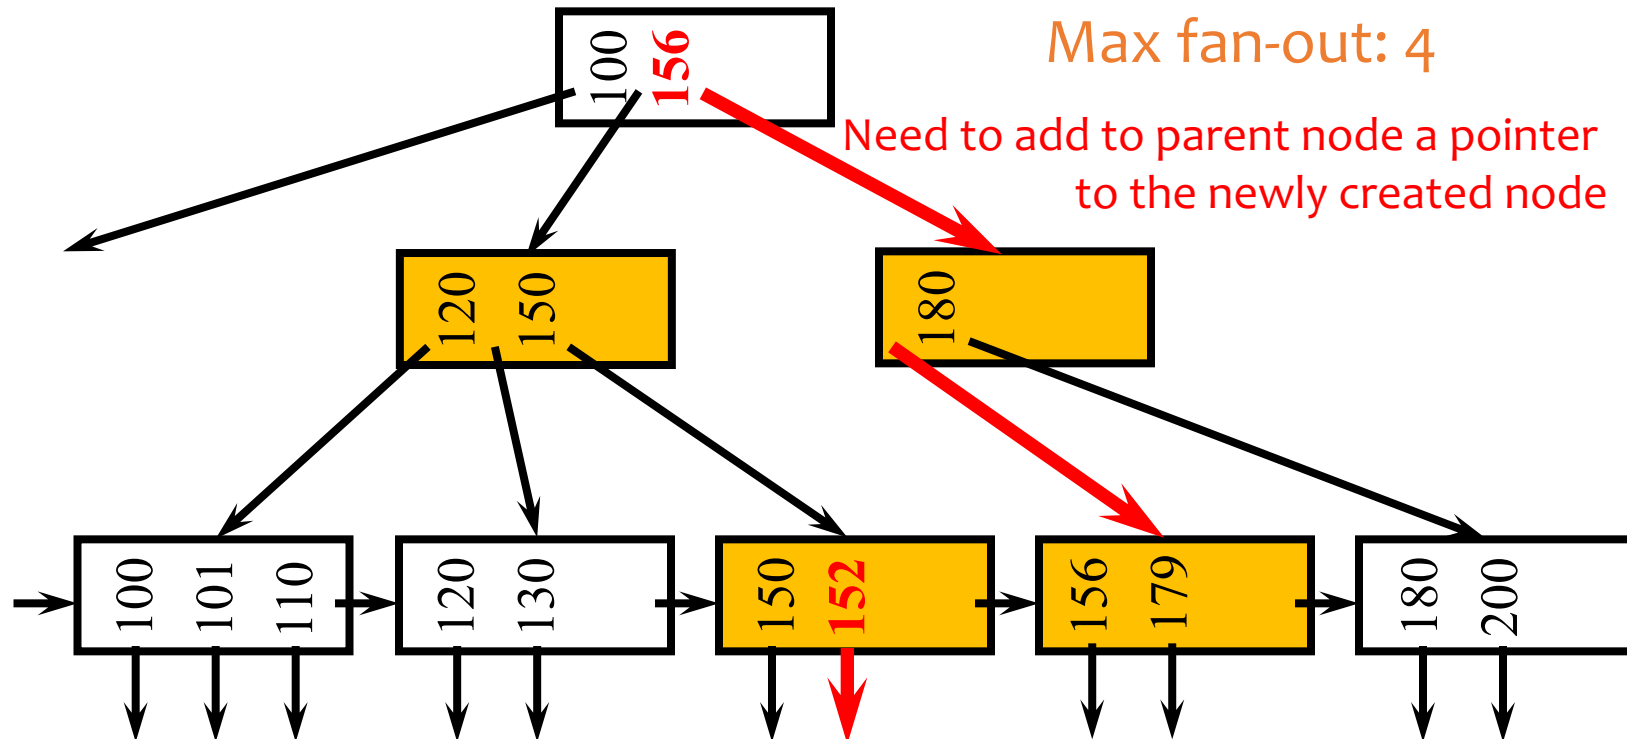 Max fan-out: 4
100 156
Need to add to parent node a pointer
to the newly created node
120 150
180
100 101 110
120 130
150 152
156 179
180 200